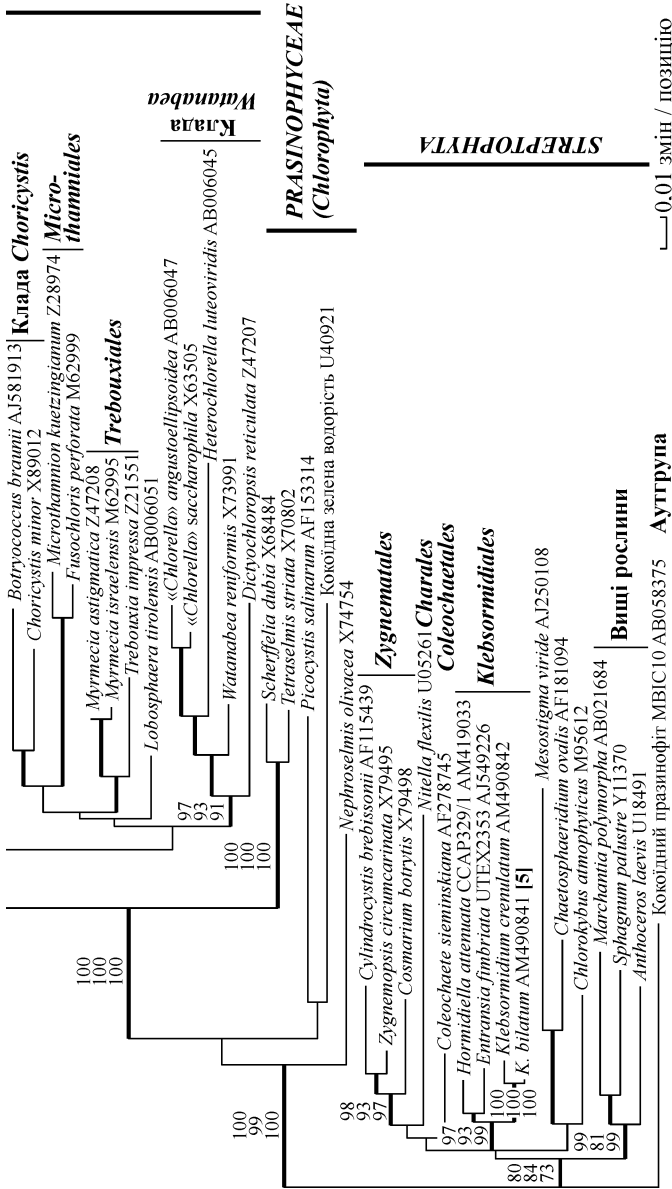 Botryococcus braunii AJ581913
Choricystis minor X89012
Клада Choricystis
Microthamnion kuetzingianum Z28974
Fusochloris perforata M62999
Micro-
thamniales
Myrmecia astigmatica Z47208
Myrmecia israelensis M62995
Trebouxia impressa Z21551
Lobosphaera tirolensis AB006051
Trebouxiales
«Chlorella» angustoellipsoidea AB006047
«Chlorella» saccharophila X63505
Heterochlorella luteoviridis AB006045
Watanabea reniformis X73991
Dictyochloropsis reticulata Z47207
Клада
Watanabea
97
93
91
Scherffelia dubia X68484
Tetraselmis striata X70802
100
100
100
Picocystis salinarum AF153314
Кокоїдна зелена водорість U40921
Nephroselmis olivacea X74754
PRASINOPHYCEAE
(Chlorophyta)
100
100
100
100
99
100
Cylindrocystis brebissonii AF115439
Zygnemopsis circumcarinata X79495
Cosmarium botrytis X79498
Zygnematales
98
93
97
Nitella flexilis U05261 Charales
Coleochaete sieminskiana AF278745
Coleochaetales
Hormidiella attenuata CCAP329/1 AM419033
Entransia fimbriata UTEX2353 AJ549226
Klebsormidium crenulatum AM490842
K. bilatum AM490841 [5]
Klebsormidiales
97
93
99
100
100
100
Mesostigma viride AJ250108
Chaetosphaeridium ovalis AF181094
Chlorokybus atmophyticus M95612
Marchantia polymorpha AB021684
Sphagnum palustre Y11370
Anthoceros laevis U18491
Вищі рослини
99
81
99
80
84
73
STREPTOPHYTA
Кокоїдний празинофіт MBIC10 AB058375 Аутгрупа
0.01 змін / позицію